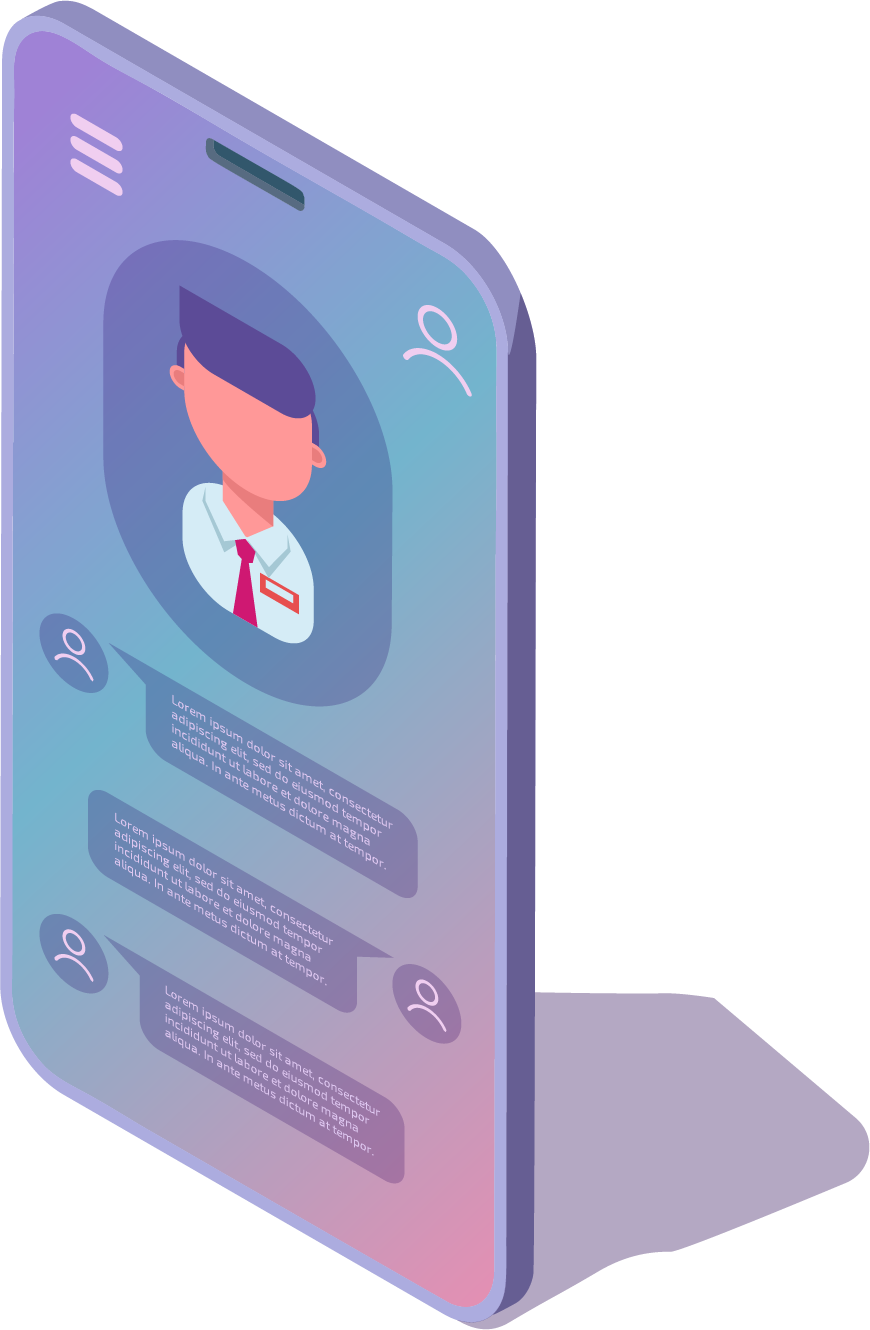 Lorem ipsum dolor sit amet, consectetur
adipiscing elit, sed do eiusmod tempor
incididunt ut labore et dolore magna
aliqua. In ante metus dictum at tempor.
Lorem ipsum dolor sit amet, consectetur
adipiscing elit, sed do eiusmod tempor
incididunt ut labore et dolore magna
aliqua. In ante metus dictum at tempor.
Lorem ipsum dolor sit amet, consectetur
adipiscing elit, sed do eiusmod tempor
incididunt ut labore et dolore magna
aliqua. In ante metus dictum at tempor.